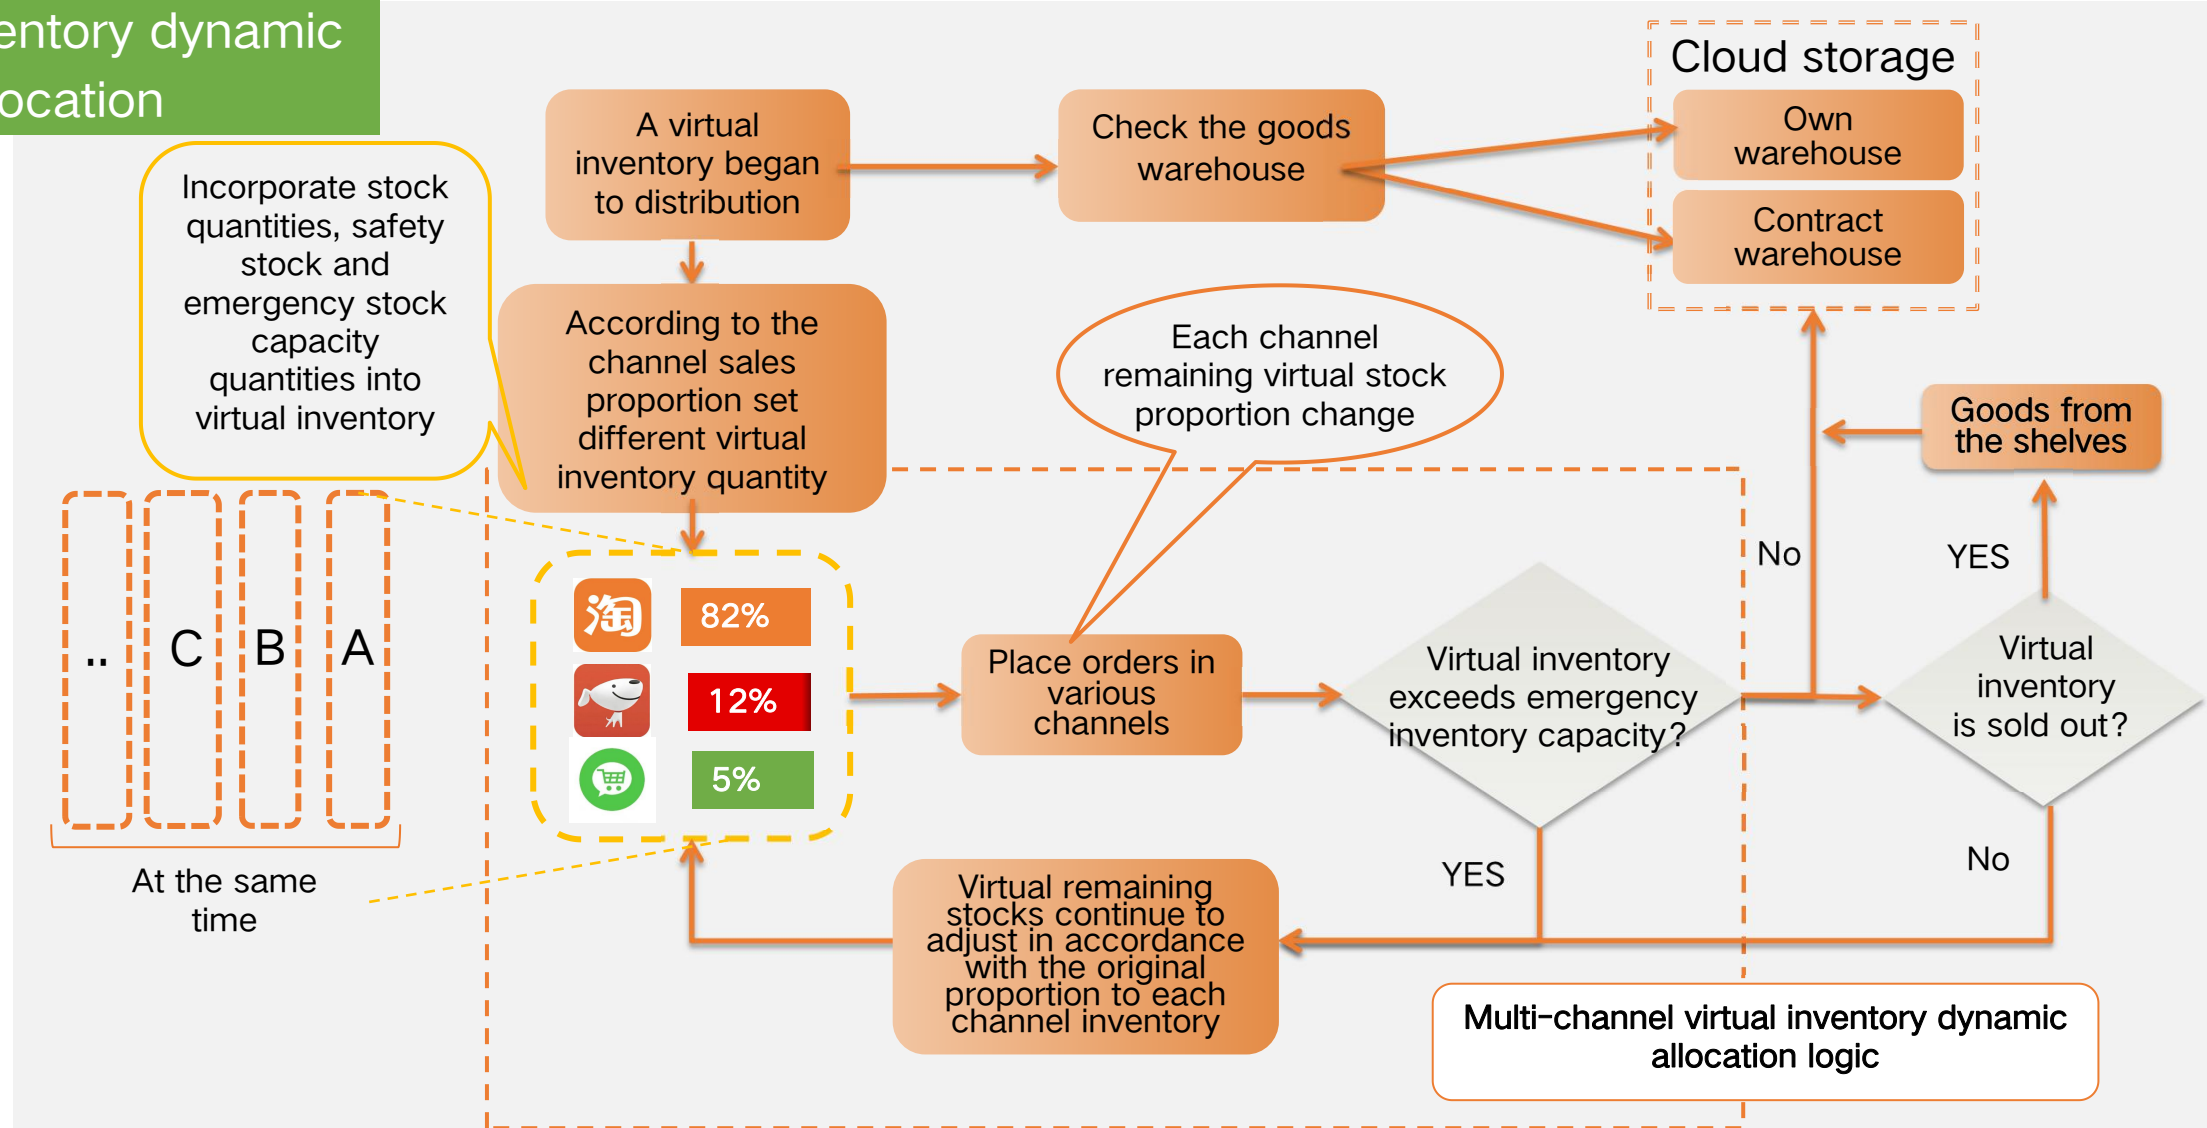 entory dynamic
ocation
Incorporate stock
quantities, safety
stock and
emergency stock
capacity
quantities into
virtual inventory
A virtual
inventory began
to distribution
Check the goods
warehouse
Cloud storage
Own
warehouse
Contract
warehouse
According to the
channel sales
proportion set
different virtual
inventory quantity
Each channel
remaining virtual stock
proportion change
Goods from
the shelves
No
YES
..
C
B
A
At the same
time
淘
82%
12%
5%
Place orders in
various
channels
Virtual inventory
exceeds emergency
inventory capacity?
Virtual
inventory
is sold out?
YES
No
Virtual remaining
stocks continue to
adjust in accordance
with the original
proportion to each
channel inventory
Multi-channel virtual inventory dynamic
allocation logic